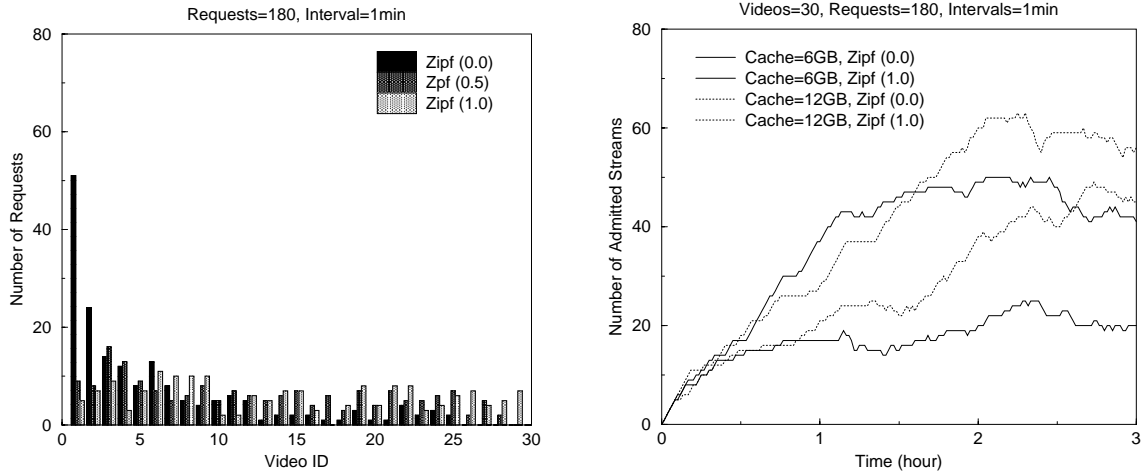 Requests=180, Interval=1min
80
60
40
20
0
Number of Requests
Zipf (0.0)
Zpf (0.5)
Zipf (1.0)
0 5 10 15 20 25 30
Video ID
Videos=30, Requests=180, Intervals=1min
80
60
40
20
0
Number of Admitted Streams
Cache=6GB, Zipf (0.0)
Cache=6GB, Zipf (1.0)
Cache=12GB, Zipf (0.0)
Cache=12GB, Zipf (1.0)
0 1 2 3
Time (hour)